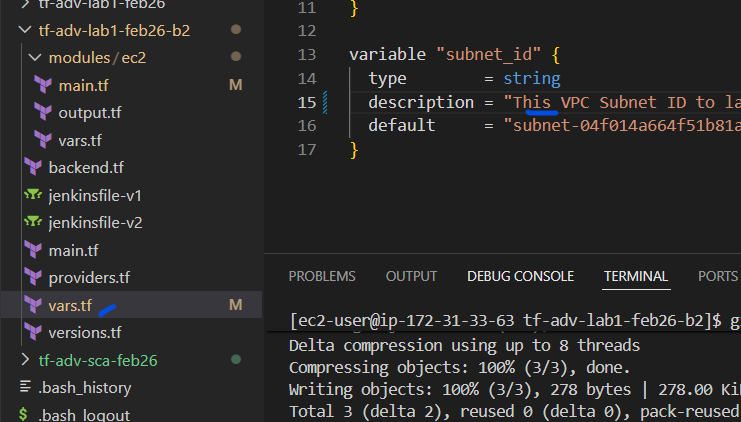 tf-adv-lab1-feb26
tf-adv-lab1-feb26-b2
modules / ec2
main.tf M
output.tf
vars.tf
backend.tf
jenkinsfile-v1
jenkinsfile-v2
main.tf
providers.tf
vars.tf M
versions.tf
tf-adv-sca-feb26
.bash_history
$ .bash_logout
11 }
12
13 variable "subnet_id" {
14 type = string
15 description = "This VPC Subnet ID to la
16 default = "subnet-04f014a664f51b81a
17 }
PROBLEMS OUTPUT DEBUG CONSOLE TERMINAL PORTS
[ec2-user@ip-172-31-33-63 tf-adv-lab1-feb26-b2]$ g
Delta compression using up to 8 threads
Compressing objects: 100% (3/3), done.
Writing objects: 100% (3/3), 278 bytes | 278.00 Ki
Total 3 (delta 2), reused 0 (delta 0), pack-reused